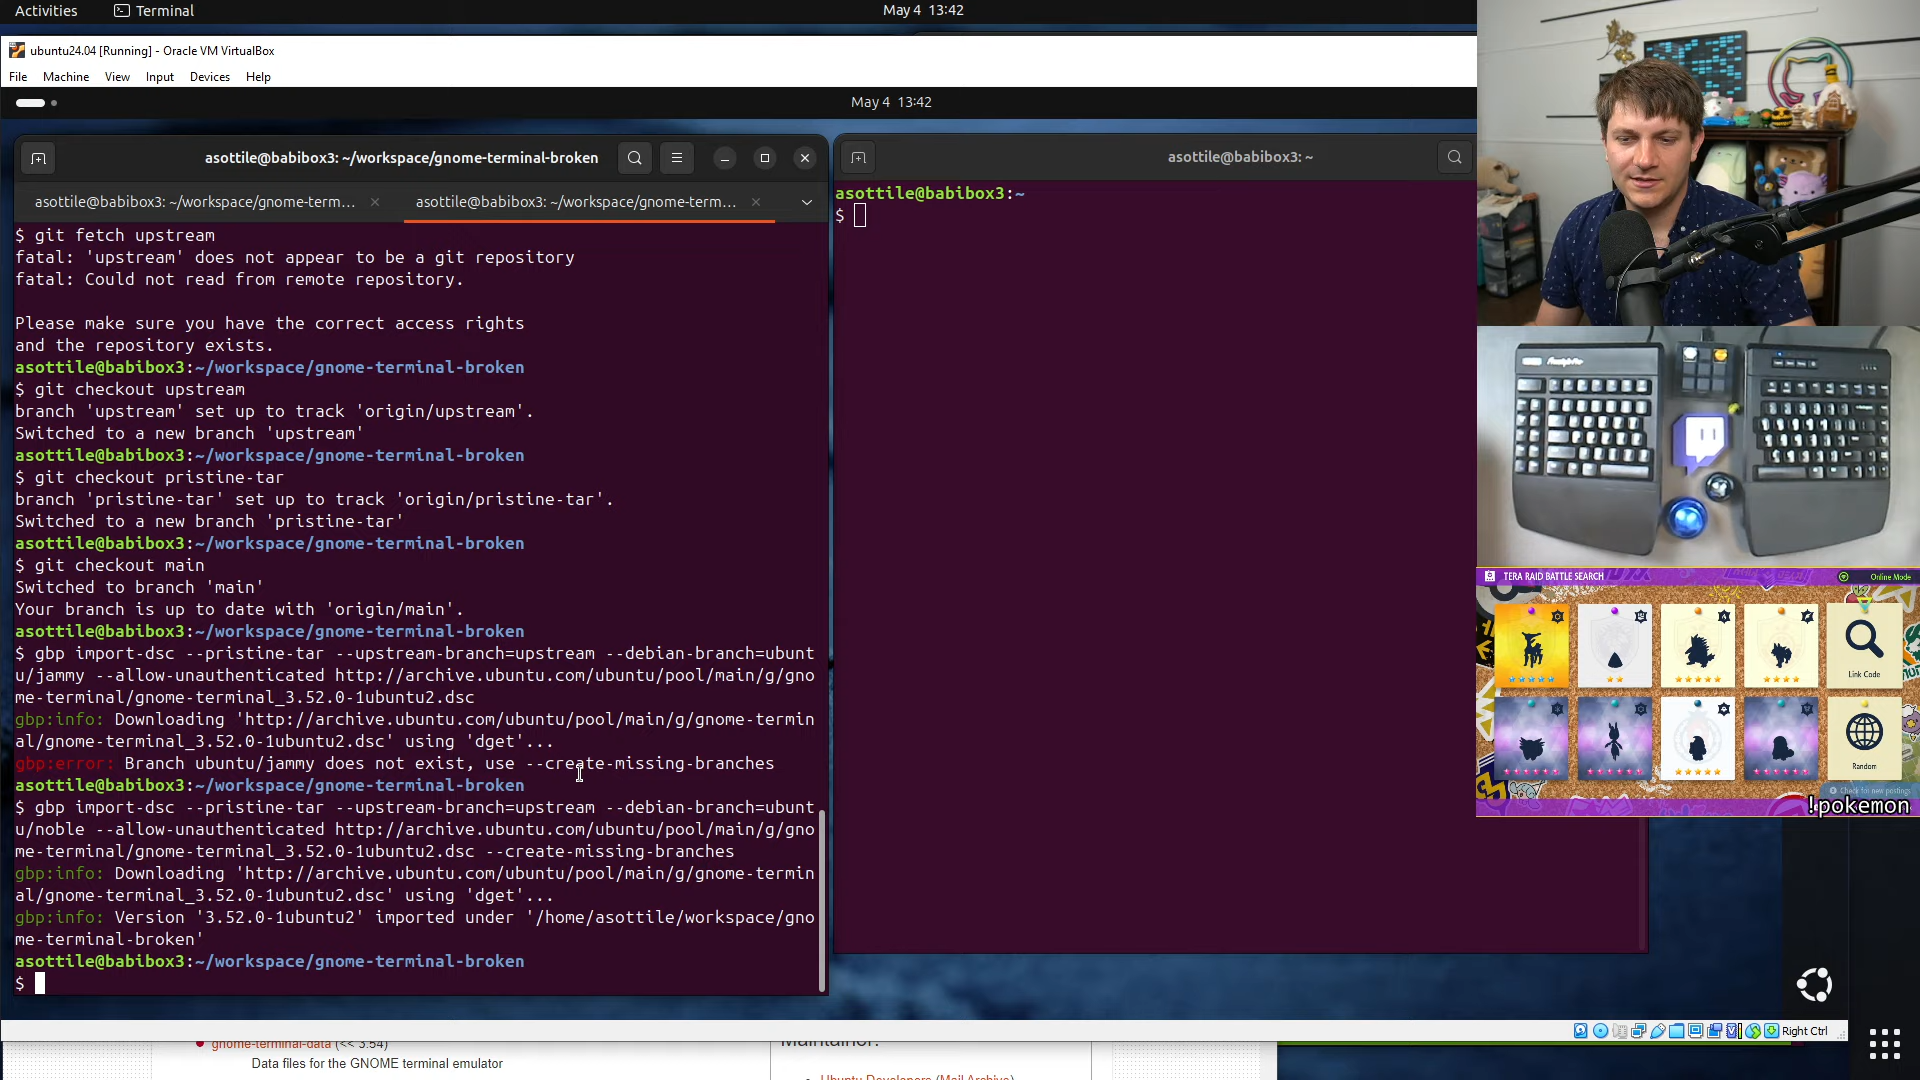 Activities
Terminal
May 4 13:42
ubuntu24.04 [Running] - Oracle VM VirtualBox
File Machine View Input Devices Help
May 4 13:42
asottile@babibox3: ~/workspace/gnome-terminal-broken
asottile@babibox3: ~/workspace/gnome-term...
asottile@babibox3: ~/workspace/gnome-term...
$ git fetch upstream
fatal: 'upstream' does not appear to be a git repository
fatal: Could not read from remote repository.
Please make sure you have the correct access rights
and the repository exists.
asottile@babibox3:~/workspace/gnome-terminal-broken
$ git checkout upstream
branch 'upstream' set up to track 'origin/upstream'.
Switched to a new branch 'upstream'
asottile@babibox3:~/workspace/gnome-terminal-broken
$ git checkout pristine-tar
branch 'pristine-tar' set up to track 'origin/pristine-tar'.
Switched to a new branch 'pristine-tar'
asottile@babibox3:~/workspace/gnome-terminal-broken
$ git checkout main
Switched to branch 'main'
Your branch is up to date with 'origin/main'.
asottile@babibox3:~/workspace/gnome-terminal-broken
$ gbp import-dsc --pristine-tar --upstream-branch=upstream --debian-branch=ubunt
u/jammy --allow-unauthenticated http://archive.ubuntu.com/ubuntu/pool/main/g/gno
me-terminal/gnome-terminal_3.52.0-1ubuntu2.dsc
gbp:info: Downloading 'http://archive.ubuntu.com/ubuntu/pool/main/g/gnome-termin
al/gnome-terminal_3.52.0-1ubuntu2.dsc' using 'dget'...
gbp:error: Branch ubuntu/jammy does not exist, use --create-missing-branches
asottile@babibox3:~/workspace/gnome-terminal-broken
$ gbp import-dsc --pristine-tar --upstream-branch=upstream --debian-branch=ubunt
u/noble --allow-unauthenticated http://archive.ubuntu.com/ubuntu/pool/main/g/gno
me-terminal/gnome-terminal_3.52.0-1ubuntu2.dsc --create-missing-branches
gbp:info: Downloading 'http://archive.ubuntu.com/ubuntu/pool/main/g/gnome-termin
al/gnome-terminal_3.52.0-1ubuntu2.dsc' using 'dget'...
gbp:info: Version '3.52.0-1ubuntu2' imported under '/home/asottile/workspace/gno
me-terminal-broken'
asottile@babibox3:~/workspace/gnome-terminal-broken
$
asottile@babibox3: ~
asottile@babibox3:~
$
TERA RAID BATTLE SEARCH
Online Mode
Link Code
Random
Check for new postings
!pokemon
Right Ctrl
gnome-terminal-data (<< 3.54)
Data files for the GNOME terminal emulator
Maintainer:
Ubuntu Developers (Mail Archive)